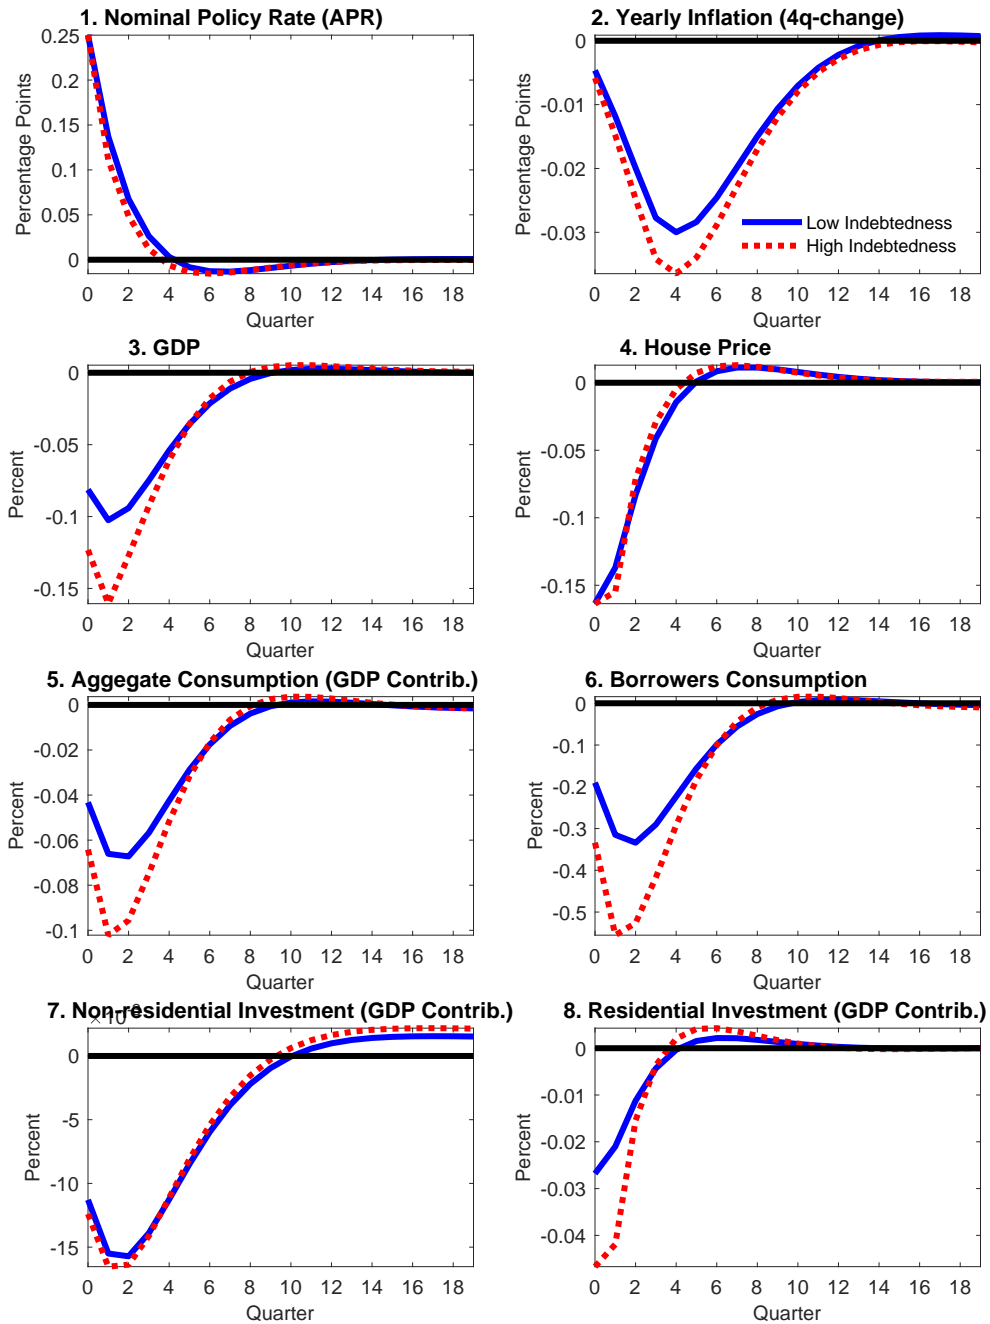 1. Nominal Policy Rate (APR)
0.25
0.2
0.15
0.1
0.05
0
Percentage Points
0 2 4 6 8 10 12 14 16 18
Quarter
2. Yearly Inflation (4q-change)
0
-0.01
-0.02
-0.03
Percentage Points
Low Indebtedness
High Indebtedness
0 2 4 6 8 10 12 14 16 18
Quarter
3. GDP
0
-0.05
-0.1
-0.15
Percent
0 2 4 6 8 10 12 14 16 18
Quarter
4. House Price
0
-0.05
-0.1
-0.15
Percent
0 2 4 6 8 10 12 14 16 18
Quarter
5. Aggegate Consumption (GDP Contrib.)
0
-0.02
-0.04
-0.06
-0.08
-0.1
Percent
0 2 4 6 8 10 12 14 16 18
Quarter
6. Borrowers Consumption
0
-0.1
-0.2
-0.3
-0.4
-0.5
Percent
0 2 4 6 8 10 12 14 16 18
Quarter
7. Non-residential Investment (GDP Contrib.)
0
-5
-10
-15
Percent
0 2 4 6 8 10 12 14 16 18
Quarter
8. Residential Investment (GDP Contrib.)
0
-0.01
-0.02
-0.03
-0.04
Percent
0 2 4 6 8 10 12 14 16 18
Quarter